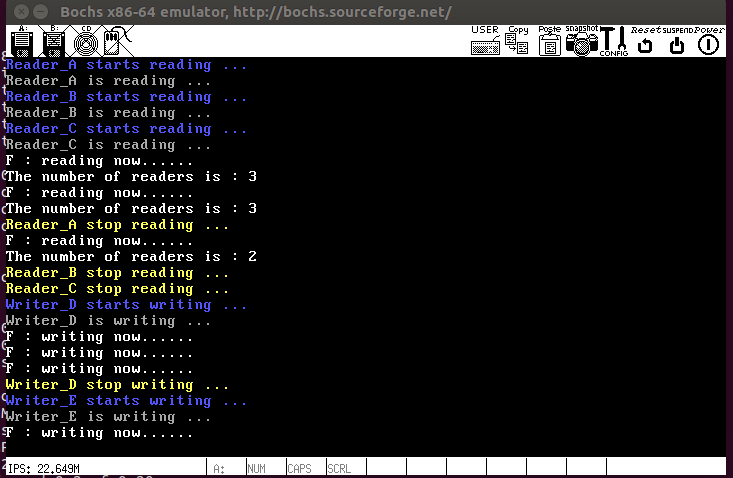 Bochs x86-64 emulator, http://bochs.sourceforge.net/
A: B: CD USER Copy Paste snapshot CONFIG Reset SUSPEND Power
Reader_A starts reading ...
Reader_A is reading ...
Reader_B starts reading ...
Reader_B is reading ...
Reader_C starts reading ...
Reader_C is reading ...
F : reading now......
The number of readers is : 3
F : reading now......
The number of readers is : 3
Reader_A stop reading ...
F : reading now......
The number of readers is : 2
Reader_B stop reading ...
Reader_C stop reading ...
Writer_D starts writing ...
Writer_D is writing ...
F : writing now......
F : writing now......
F : writing now......
Writer_D stop writing ...
Writer_E starts writing ...
Writer_E is writing ...
F : writing now......
IPS: 22.649M A: NUM CAPS SCRL